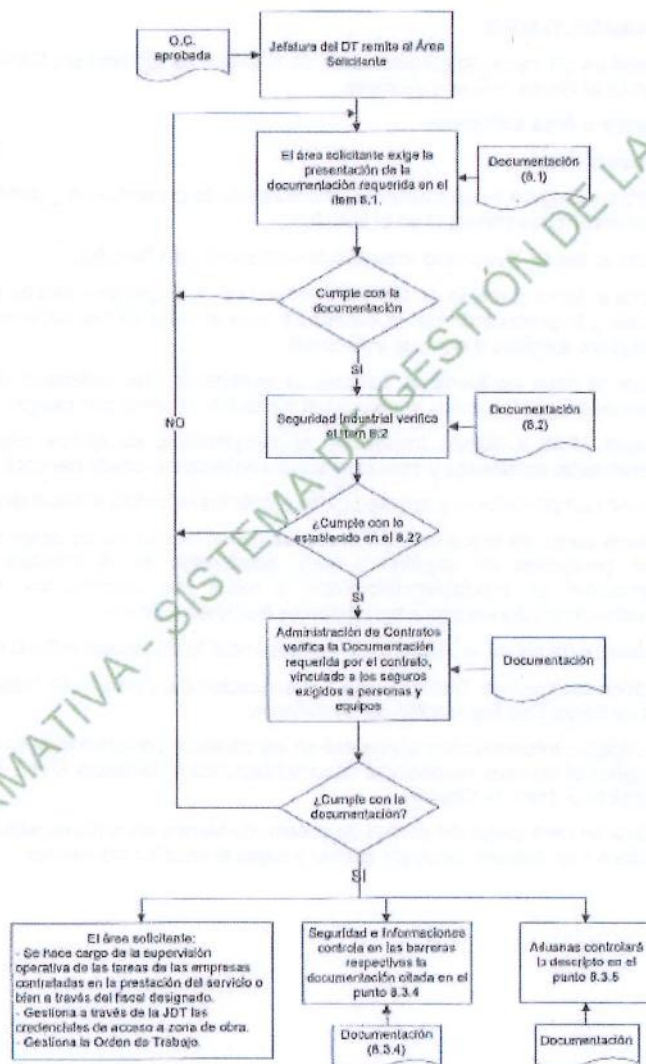 O.C.
aprobada
Jefatura del DT remite al Área
Solicitante
El área solicitante exige la
presentación de la
documentación requerida en el
ítem 8.1.
Documentación
(8.1)
Cumple con la
documentación
SI
NO
Seguridad Industrial verifica
el ítem 8.2
Documentación
(8.2)
¿Cumple con lo
establecido en el 8.2?
SI
Administración de Contratos
verifica la Documentación
requerida por el contrato,
vinculado a los seguros
exigidos a personas y
equipos
Documentación
¿Cumple con la
documentación?
SI
El área solicitante:
- Se hace cargo de la supervisión
operativa de las tareas de las empresas
contratadas en la prestación del servicio o
bien a través del fiscal designado.
- Gestiona a través de la JDT las
credenciales de acceso a zona de obra.
- Gestiona la Orden de Trabajo.
Seguridad e Informaciones
controla en las barreras
respectivas la
documentación citada en el
punto 8.3.4
Documentación
(8.3.4)
Aduanas controlará
lo descripto en el
punto 8.3.5
Documentación
RMATIVA - SISTEMA DE GESTIÓN DE LA